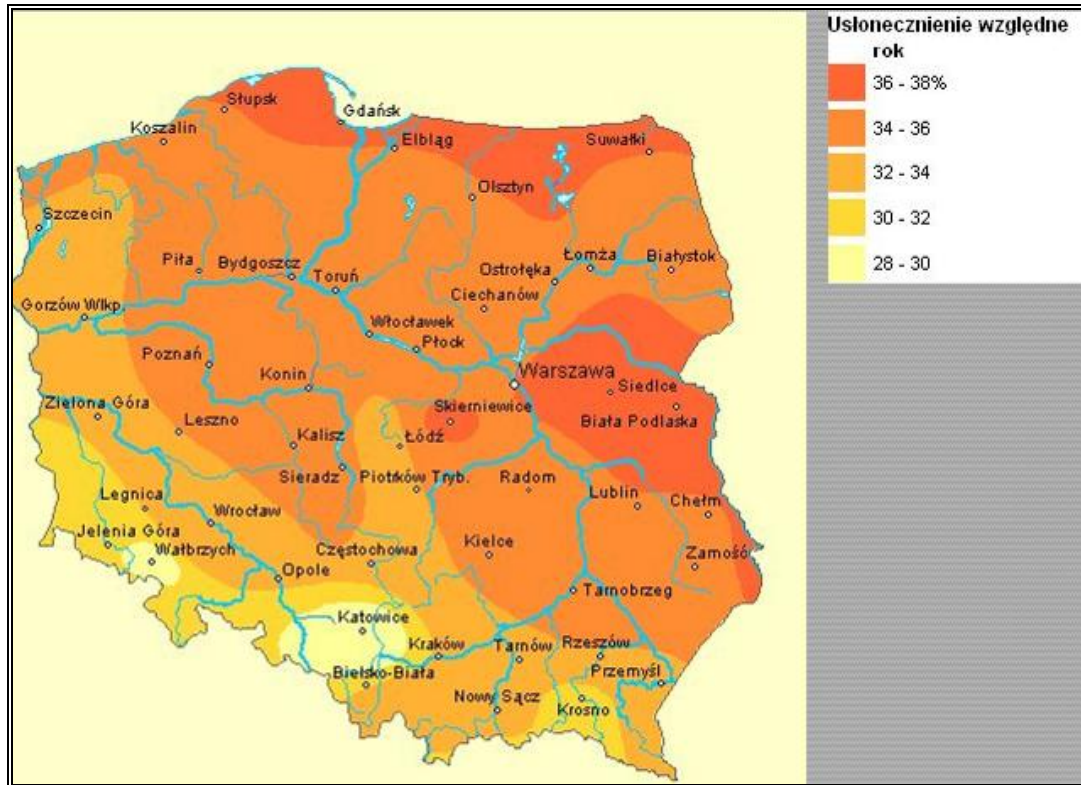 Usłonecznienie względne
rok
36 - 38%
34 - 36
32 - 34
30 - 32
28 - 30
Słupsk
Gdańsk
Koszalin
Elbląg
Suwałki
Olsztyn
Szczecin
Piła
Bydgoszcz
Toruń
Łomża
Białystok
Ostrołęka
Ciechanów
Gorzów Wlkp.
Włocławek
Płock
Poznań
Konin
Warszawa
Siedlce
Zielona Góra
Leszno
Kalisz
Skierniewice
Łódź
Biała Podlaska
Sieradz
Piotrków Tryb.
Radom
Lublin
Chełm
Legnica
Wrocław
Jelenia Góra
Wałbrzych
Częstochowa
Kielce
Zamość
Opole
Tarnobrzeg
Katowice
Kraków
Tarnów
Rzeszów
Przemyśl
Bielsko-Biała
Nowy Sącz
Krosno